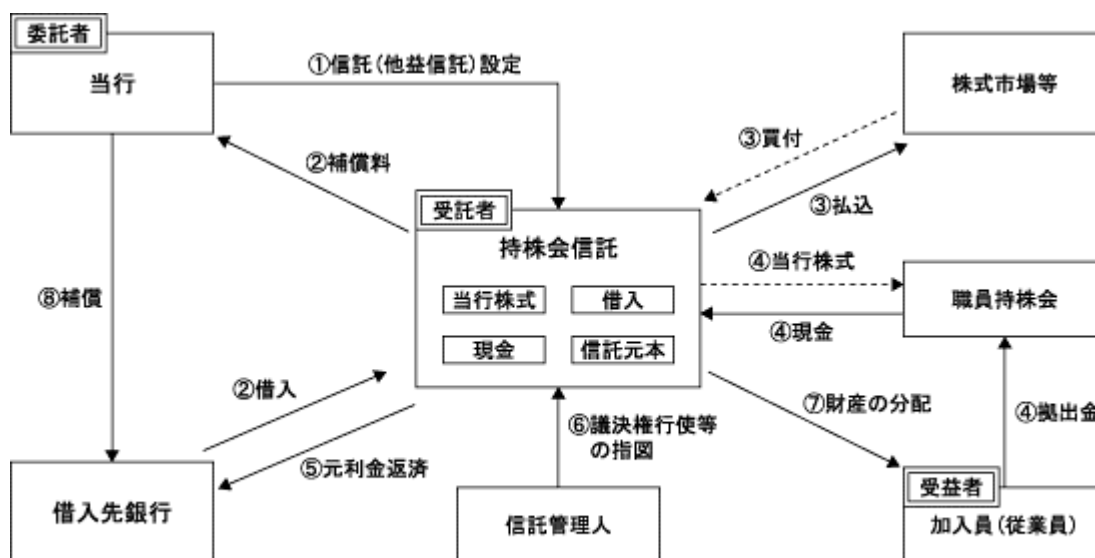 委託者
当行
①信託(他益信託)設定
株式市場等
③買付
②補償料
③払込
受託者
持株会信託
④当行株式
当行株式
借入
職員持株会
⑧補償
④現金
現金
信託元本
②借入
⑦財産の分配
⑥議決権行使等
の指図
④拠出金
⑤元利金返済
借入先銀行
信託管理人
受益者
加入員(従業員)